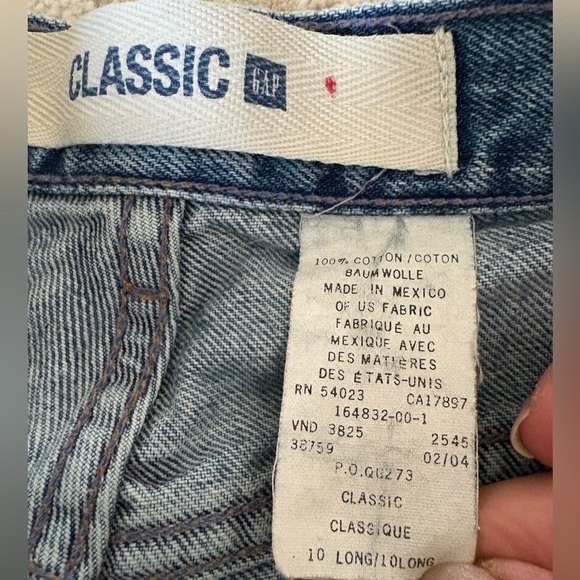 CLASSIC GAP
100% COTTON/COTON
BAUMWOLLE
MADE IN MEXICO
OF US FABRIC
FABRIQUÉ AU
MEXIQUE AVEC
DES MATIÈRES
DES ÉTATS-UNIS
RN 54023 CA17897
164832-00-1
VND 3825 2545
38759 02/04
P.O.QG273
CLASSIC
CLASSIQUE
10 LONG/10LONG